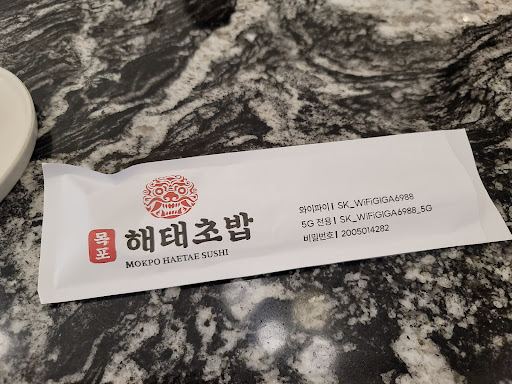 목포
해태초밥
MOKPO HAETAE SUSHI
와이파이 | SK_WiFiGIGA6988
5G 전용 | SK_WiFiGIGA6988_5G
비밀번호 | 2005014282